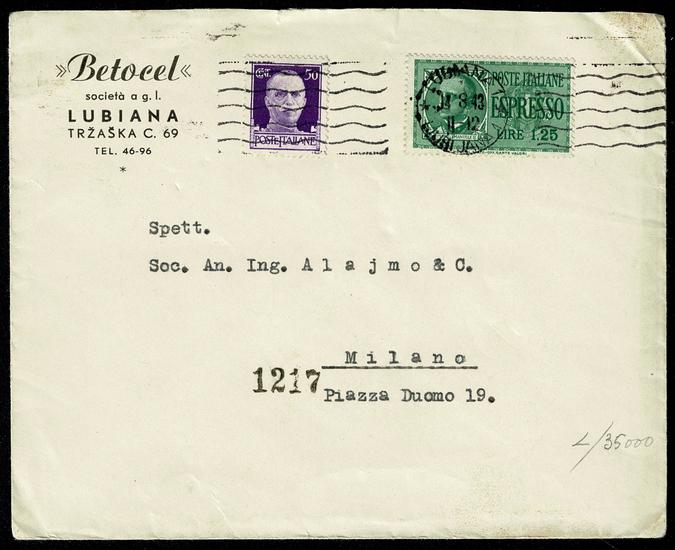 »Betocel«
società a g. l.
LUBIANA
TRŽAŠKA C. 69
TEL. 46-96
*
CENT. 50
POSTE ITALIANE
POSTE ITALIANE
ESPRESSO
LIRE 1,25
Spett.
Soc. An. Ing. Alajmo & C.
Milano
1217
Piazza Duomo 19.
L/35000